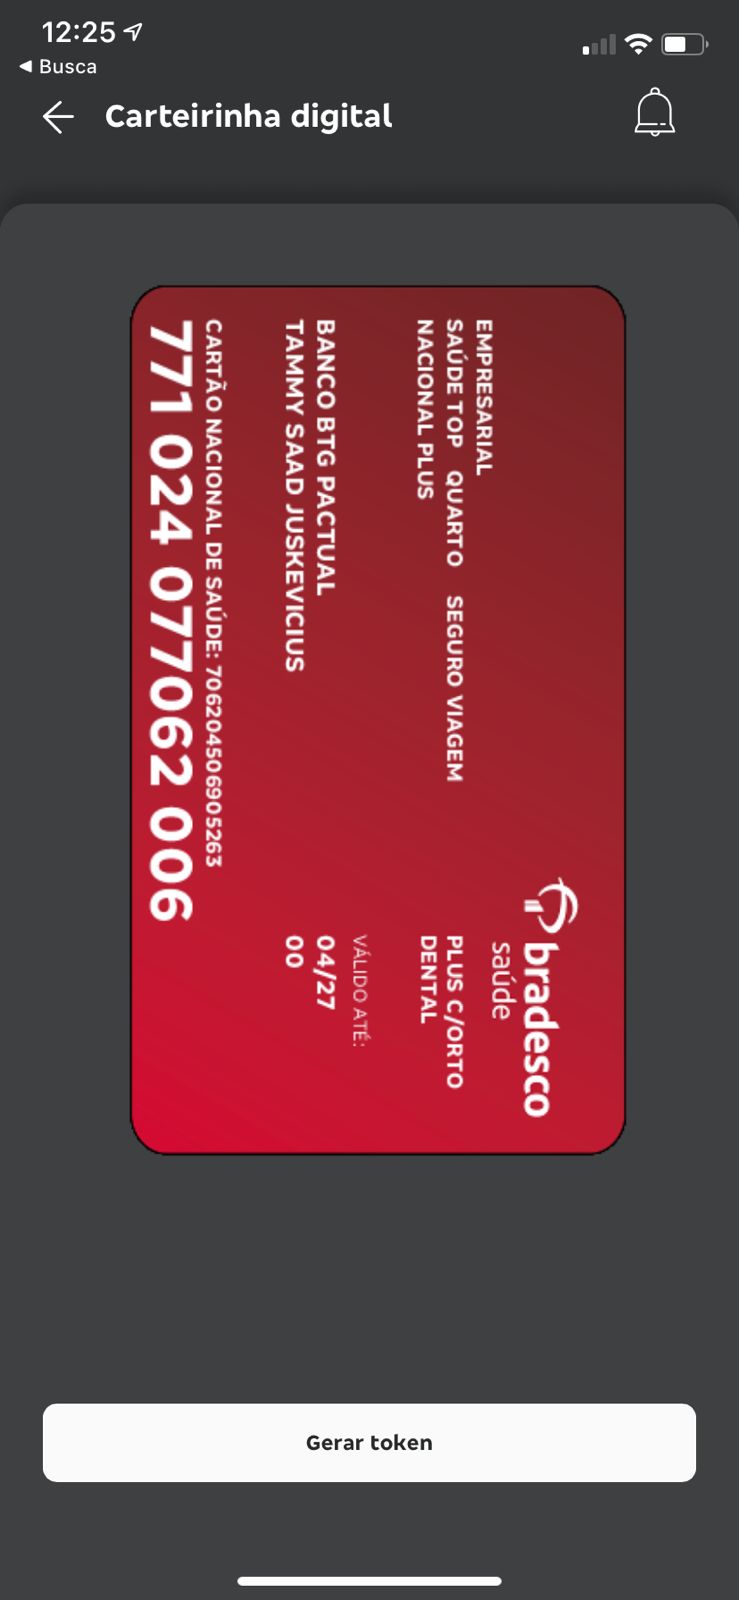 12:25
◀ Busca
Carteirinha digital
bradesco
saúde
EMPRESARIAL
SAÚDE TOP QUARTO SEGURO VIAGEM PLUS C/ORTO
NACIONAL PLUS DENTAL
VÁLIDO ATÉ:
BANCO BTG PACTUAL 04/27
TAMMY SAAD JUSKEVICIUS 00
CARTÃO NACIONAL DE SAÚDE: 706204506905263
771 024 077062 006
Gerar token